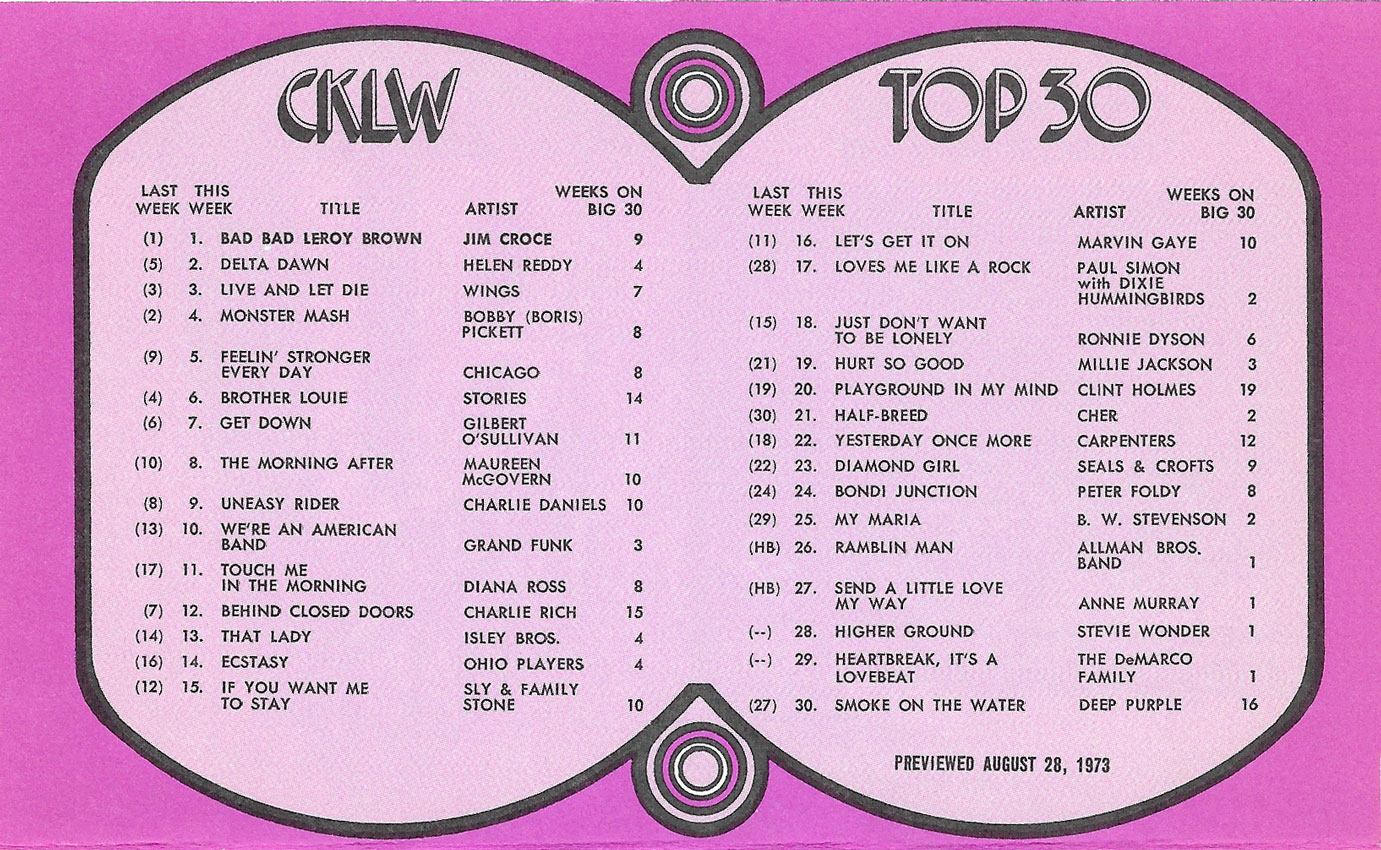 CKLW TOP 30
LAST THIS WEEKS ON
WEEK WEEK TITLE ARTIST BIG 30
(1) 1. BAD BAD LEROY BROWN JIM CROCE 9
(5) 2. DELTA DAWN HELEN REDDY 4
(3) 3. LIVE AND LET DIE WINGS 7
(2) 4. MONSTER MASH BOBBY (BORIS)
PICKETT 8
(9) 5. FEELIN' STRONGER
EVERY DAY CHICAGO 8
(4) 6. BROTHER LOUIE STORIES 14
(6) 7. GET DOWN GILBERT
O'SULLIVAN 11
(10) 8. THE MORNING AFTER MAUREEN
McGOVERN 10
(8) 9. UNEASY RIDER CHARLIE DANIELS 10
(13) 10. WE'RE AN AMERICAN
BAND GRAND FUNK 3
(17) 11. TOUCH ME
IN THE MORNING DIANA ROSS 8
(7) 12. BEHIND CLOSED DOORS CHARLIE RICH 15
(14) 13. THAT LADY ISLEY BROS. 4
(16) 14. ECSTASY OHIO PLAYERS 4
(12) 15. IF YOU WANT ME SLY & FAMILY
TO STAY STONE 10
LAST THIS WEEKS ON
WEEK WEEK TITLE ARTIST BIG 30
(11) 16. LET'S GET IT ON MARVIN GAYE 10
(28) 17. LOVES ME LIKE A ROCK PAUL SIMON
with DIXIE
HUMMINGBIRDS 2
(15) 18. JUST DON'T WANT
TO BE LONELY RONNIE DYSON 6
(21) 19. HURT SO GOOD MILLIE JACKSON 3
(19) 20. PLAYGROUND IN MY MIND CLINT HOLMES 19
(30) 21. HALF-BREED CHER 2
(18) 22. YESTERDAY ONCE MORE CARPENTERS 12
(22) 23. DIAMOND GIRL SEALS & CROFTS 9
(24) 24. BONDI JUNCTION PETER FOLDY 8
(29) 25. MY MARIA B. W. STEVENSON 2
(HB) 26. RAMBLIN MAN ALLMAN BROS.
BAND 1
(HB) 27. SEND A LITTLE LOVE
MY WAY ANNE MURRAY 1
(--) 28. HIGHER GROUND STEVIE WONDER 1
(--) 29. HEARTBREAK, IT'S A THE DeMARCO
LOVEBEAT FAMILY 1
(27) 30. SMOKE ON THE WATER DEEP PURPLE 16
PREVIEWED AUGUST 28, 1973